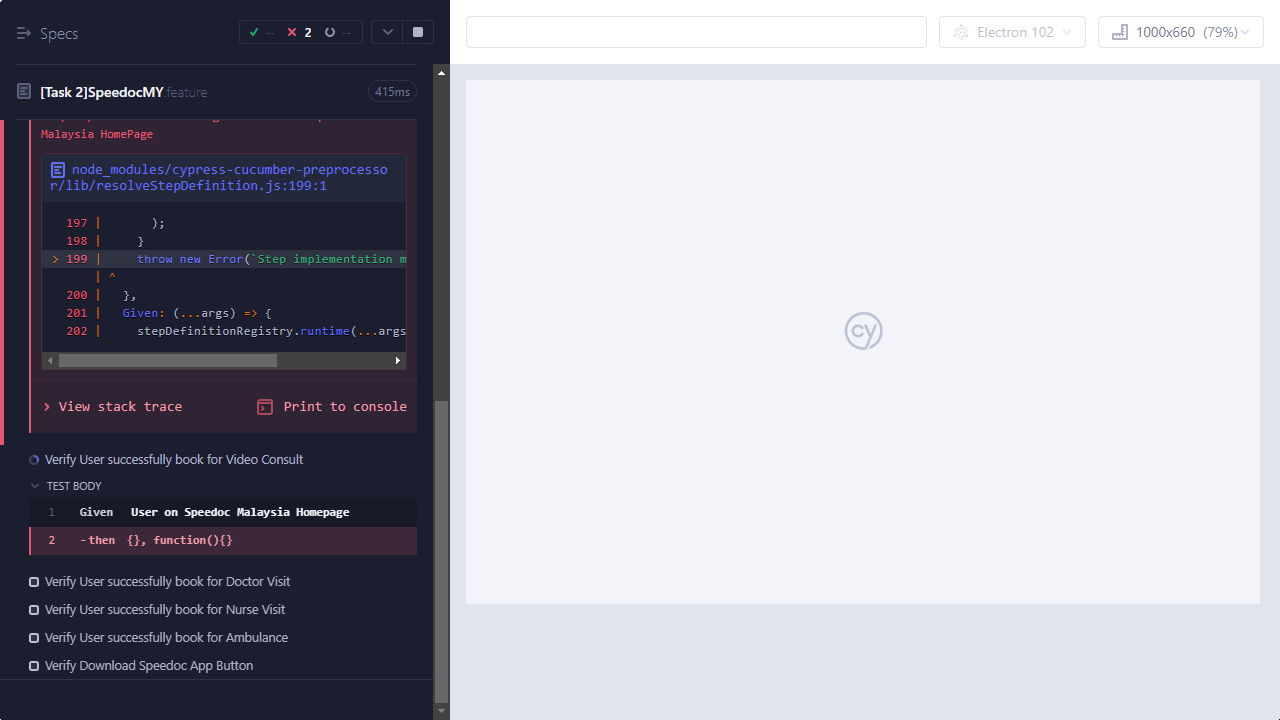 Specs
-- 2 --
Electron 102
1000x660 (79%)
[Task 2]SpeedocMY.feature 415ms
Malaysia HomePage
node_modules/cypress-cucumber-preprocesso
r/lib/resolveStepDefinition.js:199:1
197 | );
198 | }
> 199 | throw new Error(`Step implementation m
| ^
200 | },
201 | Given: (...args) => {
202 | stepDefinitionRegistry.runtime(...args
View stack trace
Print to console
Verify User successfully book for Video Consult
TEST BODY
1 Given User on Speedoc Malaysia Homepage
2 -then {}, function(){}
Verify User successfully book for Doctor Visit
Verify User successfully book for Nurse Visit
Verify User successfully book for Ambulance
Verify Download Speedoc App Button
cy